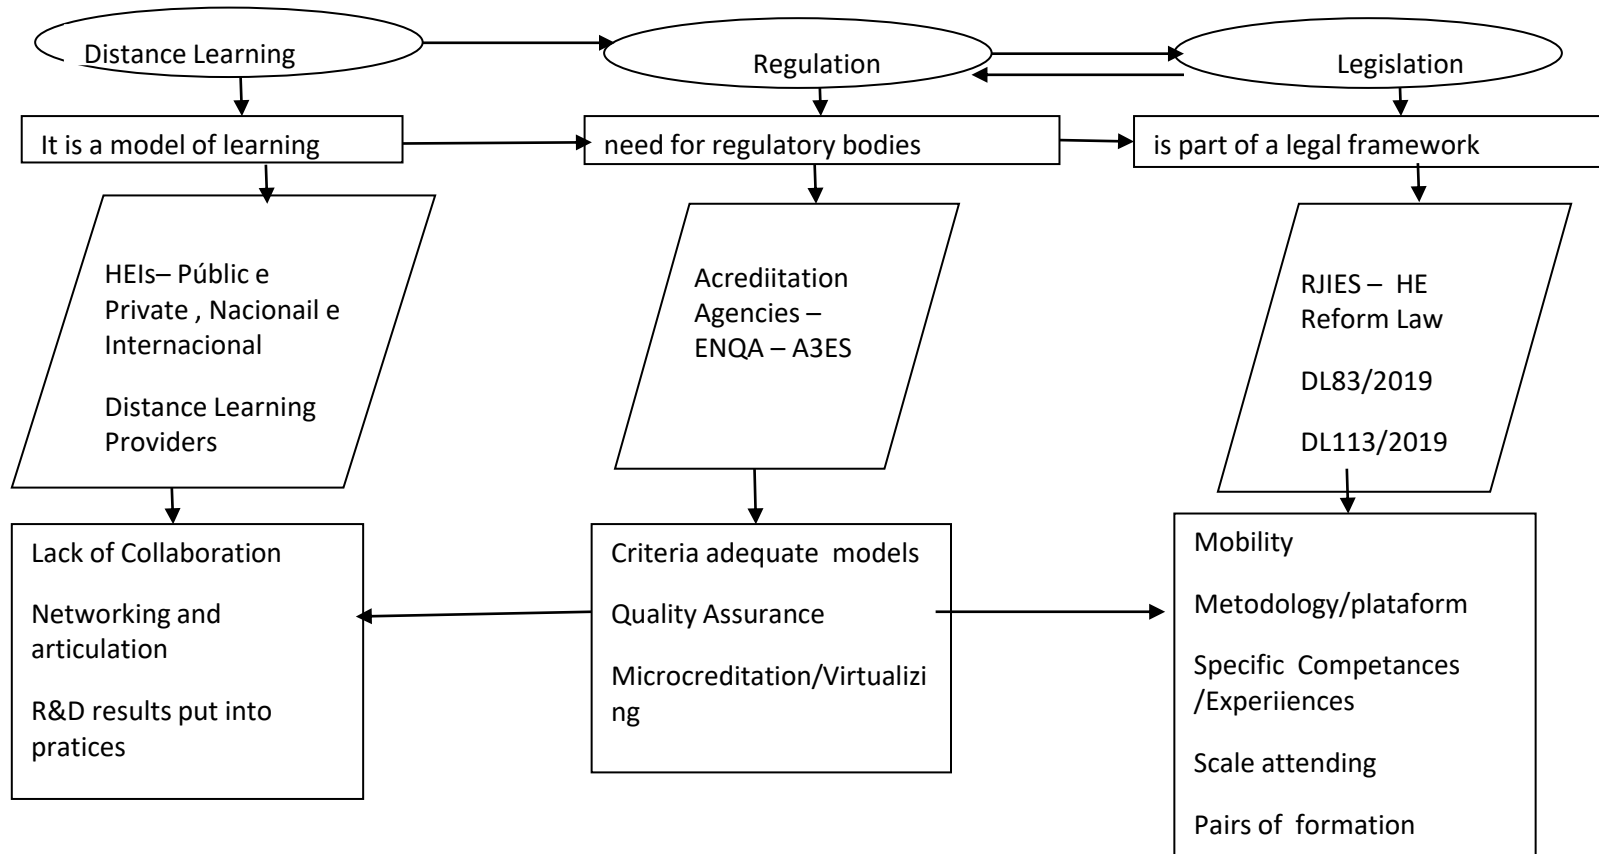 Distance Learning
Regulation
Legislation
It is a model of learning
need for regulatory bodies
is part of a legal framework
HEIs– Públic e
Private , Nacionail e
Internacional
Distance Learning
Providers
Acrediitation
Agencies –
ENQA – A3ES
RJIES – HE
Reform Law
DL83/2019
DL113/2019
Lack of Collaboration
Networking and
articulation
R&D results put into
pratices
Criteria adequate models
Quality Assurance
Microcreditation/Virtualizi
ng
Mobility
Metodology/plataform
Specific Competances
/Experiiences
Scale attending
Pairs of formation